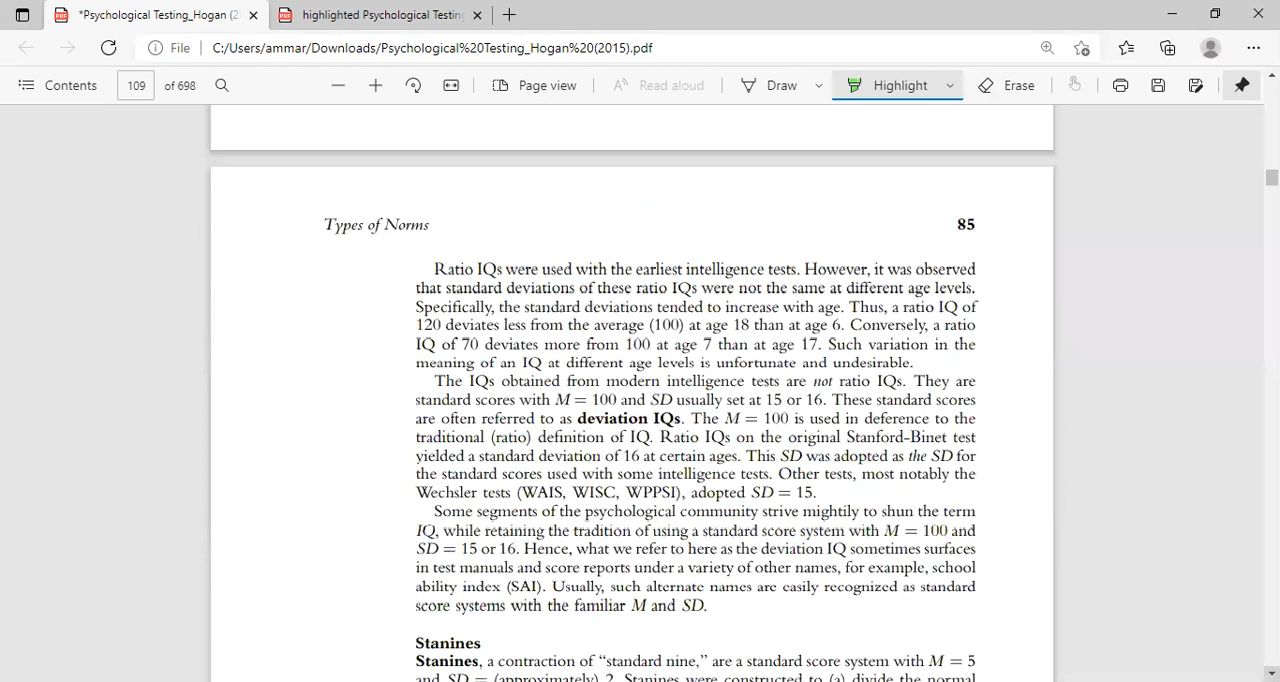 *Psychological Testing_Hogan (2
highlighted Psychological Testing
File
C:/Users/ammar/Downloads/Psychological%20Testing_Hogan%20(2015).pdf
Contents
100 of 698
Page view
Read aloud
Draw
Highlight
Erase
Types of Norms
85
Ratio IQs were used with the earliest intelligence tests. However, it was observed
that standard deviations of these ratio IQs were not the same at different age levels.
Specifically, the standard deviations tended to increase with age. Thus, a ratio IQ of
120 deviates less from the average (100) at age 18 than at age 6. Conversely, a ratio
IQ of 70 deviates more from 100 at age 7 than at age 17. Such variation in the
meaning of an IQ at different age levels is unfortunate and undesirable.
The IQs obtained from modern intelligence tests are not ratio IQs. They are
standard scores with M = 100 and SD usually set at 15 or 16. These standard scores
are often referred to as deviation IQs. The M = 100 is used in deference to the
traditional (ratio) definition of IQ. Ratio IQs on the original Stanford-Binet test
yielded a standard deviation of 16 at certain ages. This SD was adopted as the SD for
the standard scores used with some intelligence tests. Other tests, most notably the
Wechsler tests (WAIS, WISC, WPPSI), adopted SD = 15.
Some segments of the psychological community strive mightily to shun the term
IQ, while retaining the tradition of using a standard score system with M = 100 and
SD = 15 or 16. Hence, what we refer to here as the deviation IQ sometimes surfaces
in test manuals and score reports under a variety of other names, for example, school
ability index (SAI). Usually, such alternate names are easily recognized as standard
score systems with the familiar M and SD.
Stanines
Stanines, a contraction of “standard nine,” are a standard score system with M = 5
and SD = (approximately) 2. Stanines were constructed to (a) divide the normal